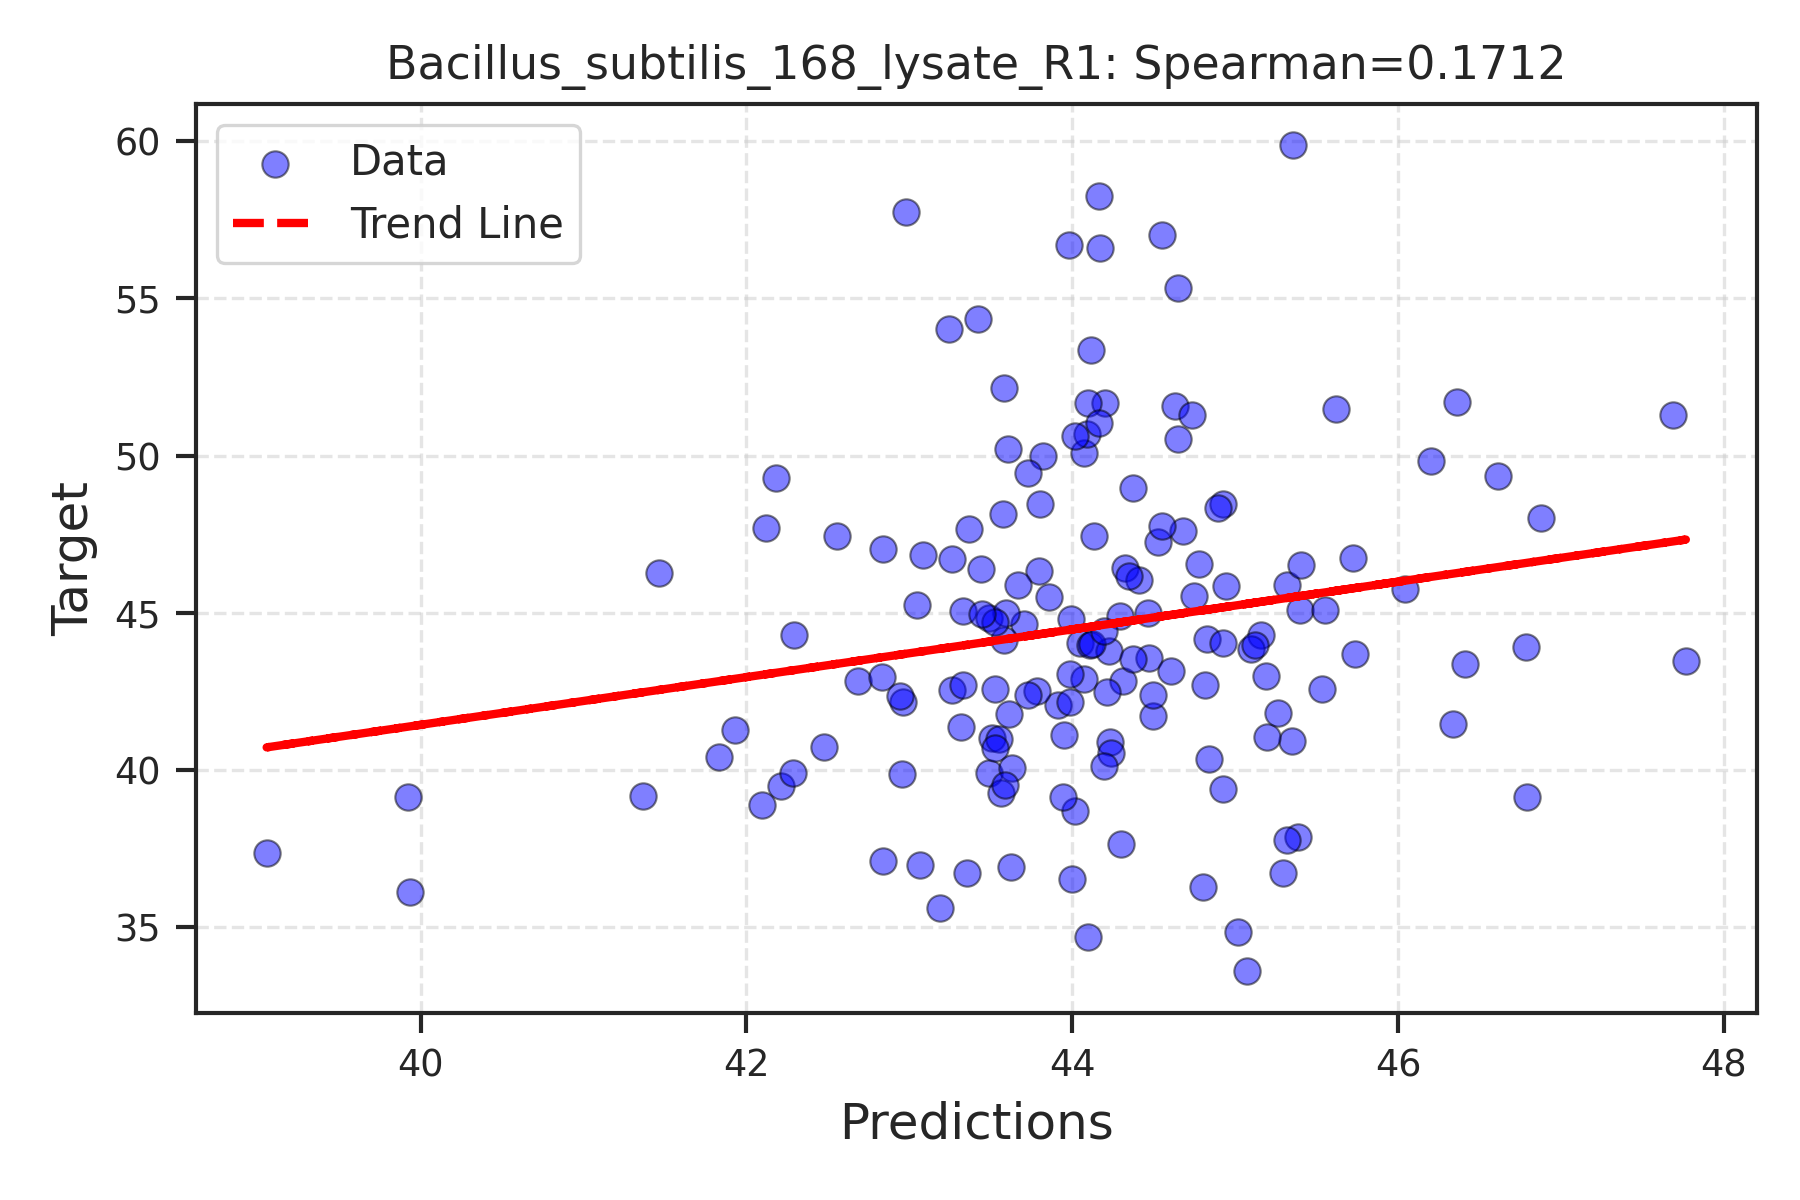 Bacillus_subtilis_168_lysate_R1: Spearman=0.1712
Data
Trend Line
60
55
50
45
40
35
Target
40
42
44
46
48
Predictions